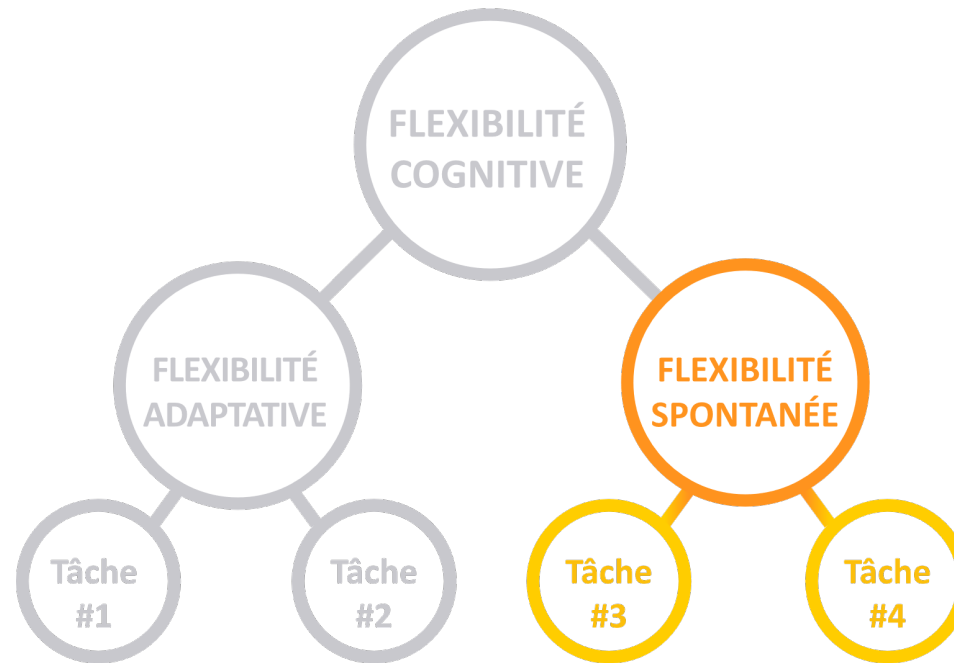 FLEXIBILITÉ
COGNITIVE
FLEXIBILITÉ
ADAPTATIVE
FLEXIBILITÉ
SPONTANÉE
Tâche
#1
Tâche
#2
Tâche
#3
Tâche
#4